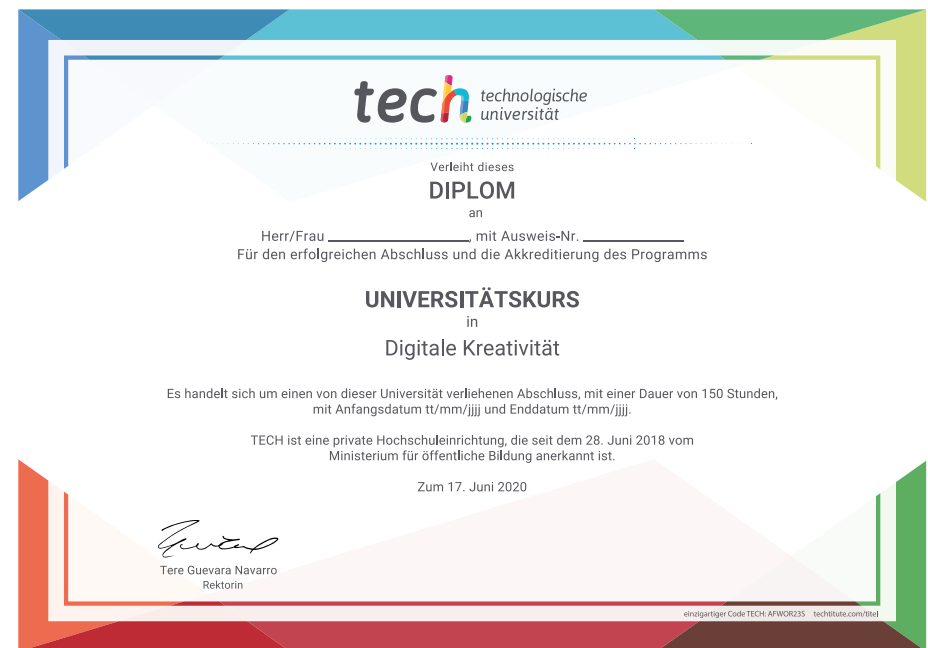 tech technologische
universität
Verleiht dieses
DIPLOM
an
Herr/Frau ____________________, mit Ausweis-Nr. ______________
Für den erfolgreichen Abschluss und die Akkreditierung des Programms
UNIVERSITÄTSKURS
in
Digitale Kreativität
Es handelt sich um einen von dieser Universität verliehenen Abschluss, mit einer Dauer von 150 Stunden,
mit Anfangsdatum tt/mm/jjjj und Enddatum tt/mm/jjjj.
TECH ist eine private Hochschuleinrichtung, die seit dem 28. Juni 2018 vom
Ministerium für öffentliche Bildung anerkannt ist.
Zum 17. Juni 2020
Tere Guevara Navarro
Rektorin
einzigartiger Code TECH: AFWOR23S techtitute.com/titel